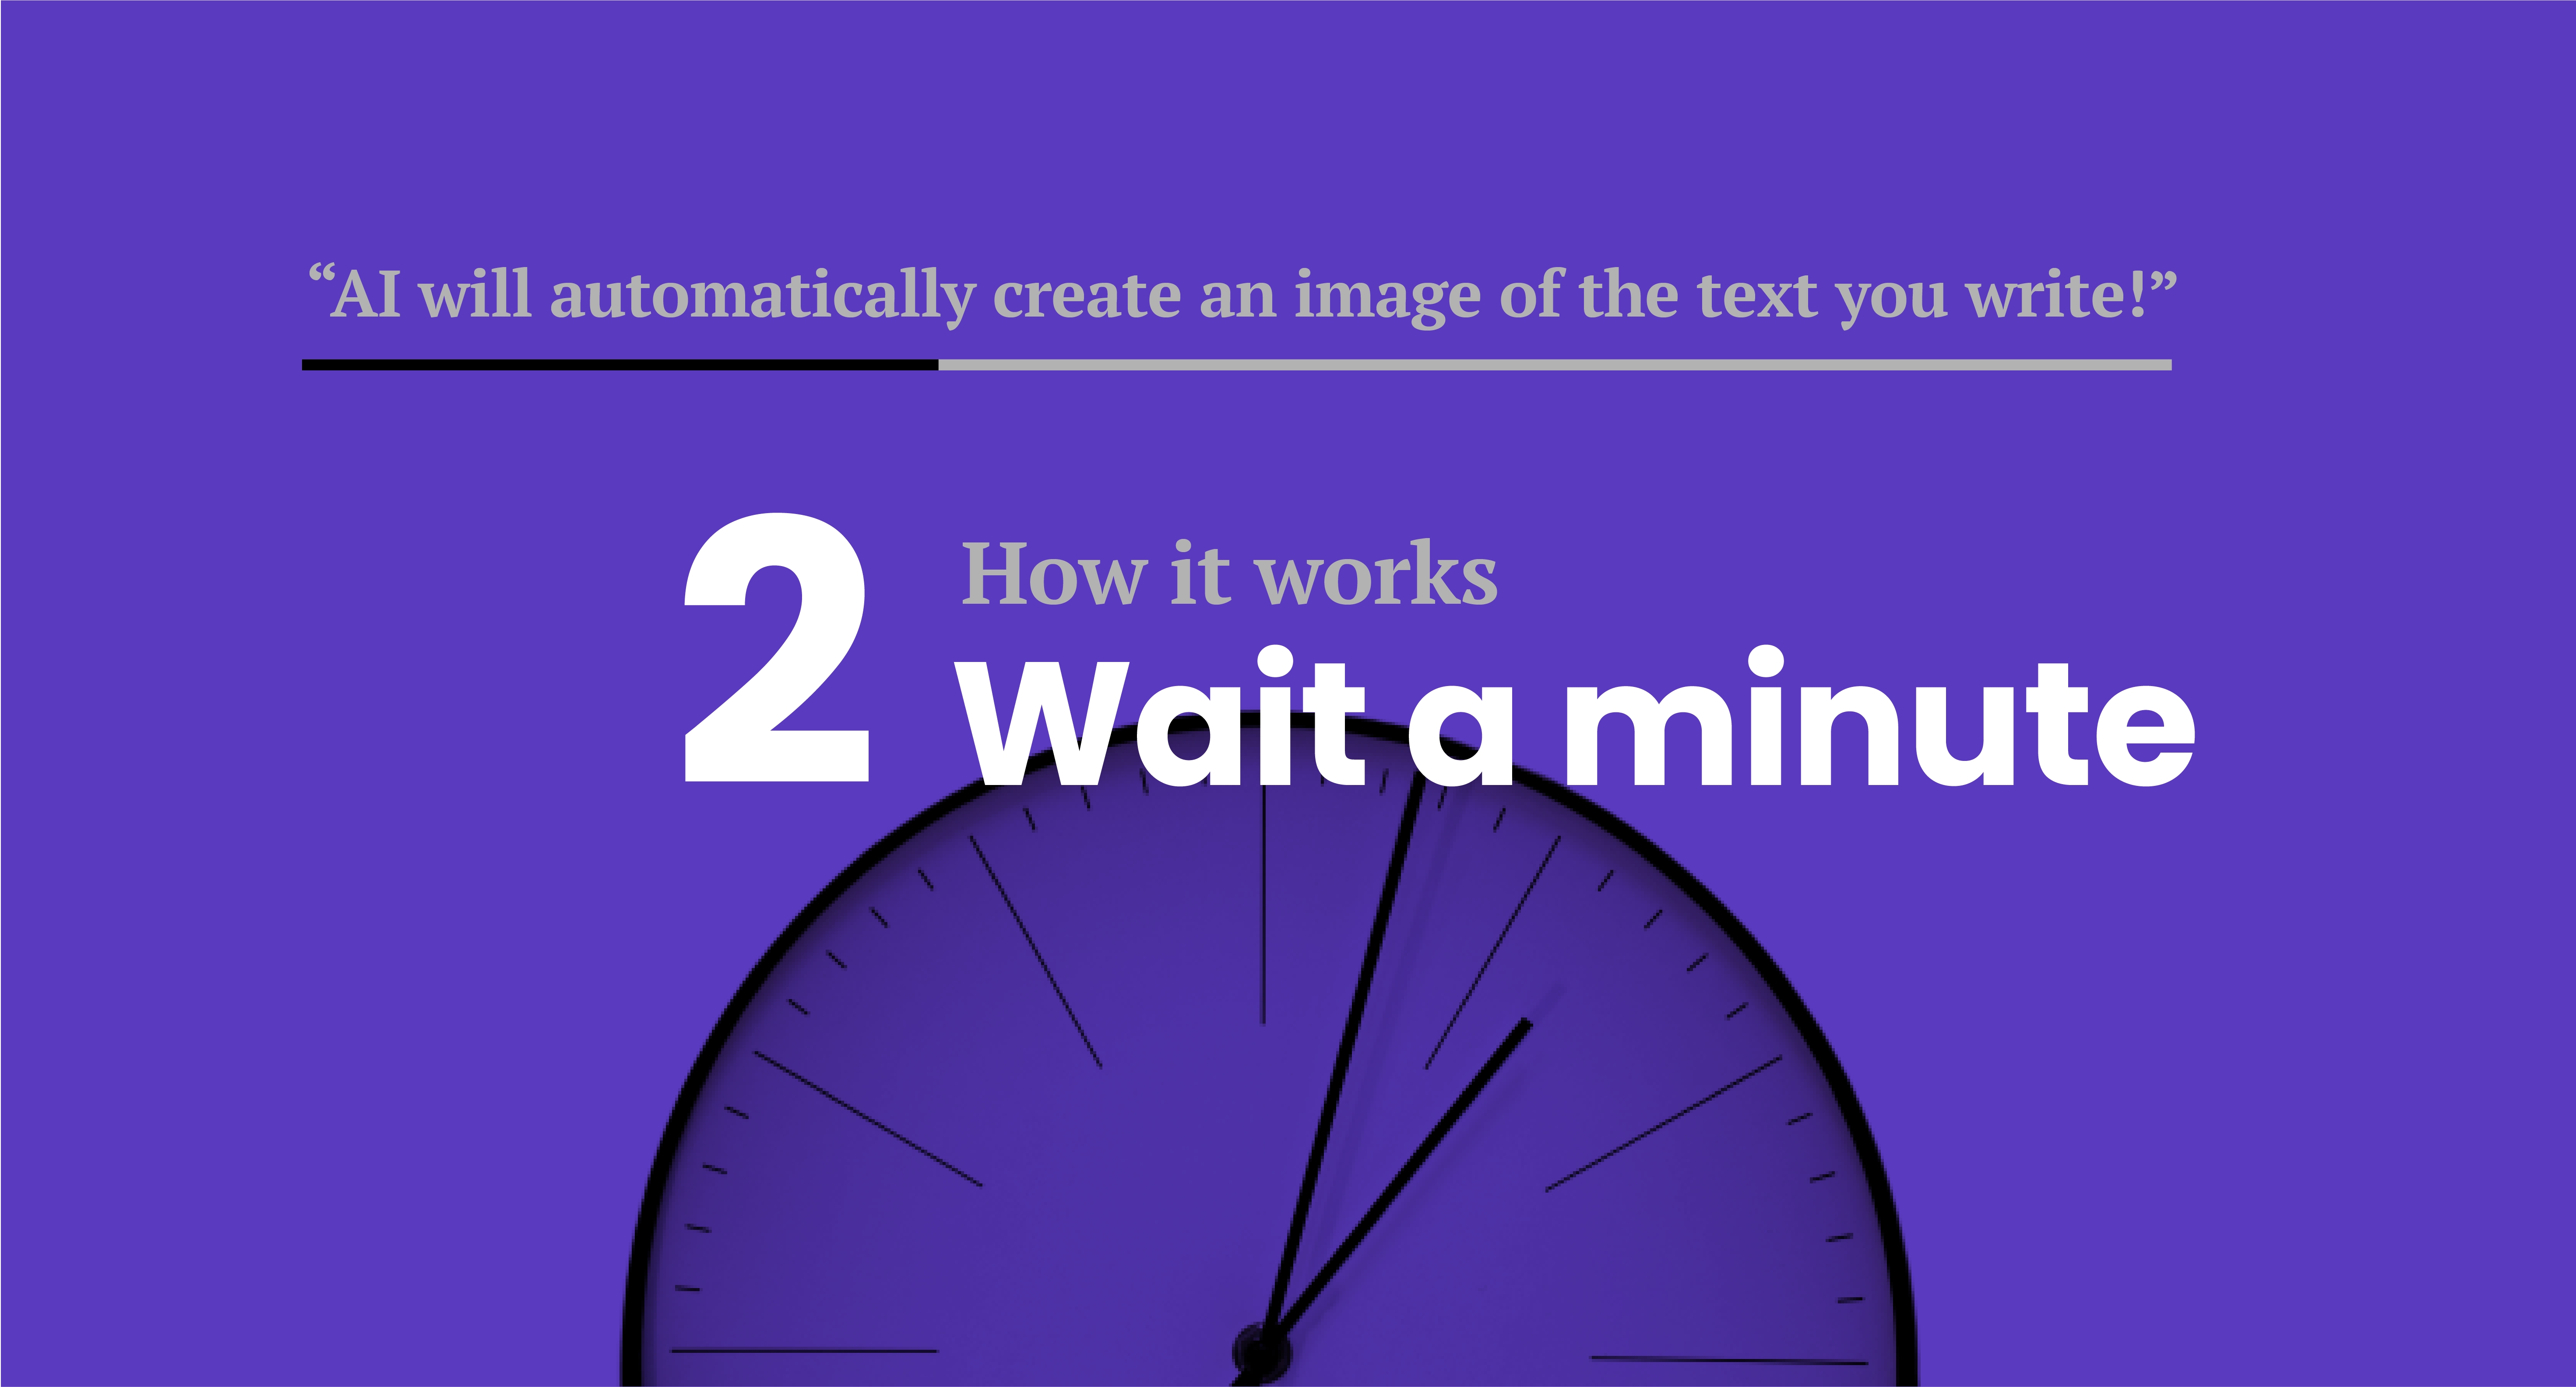 “AI will automatically create an image of the text you write!”
2
How it works
Wait a minute